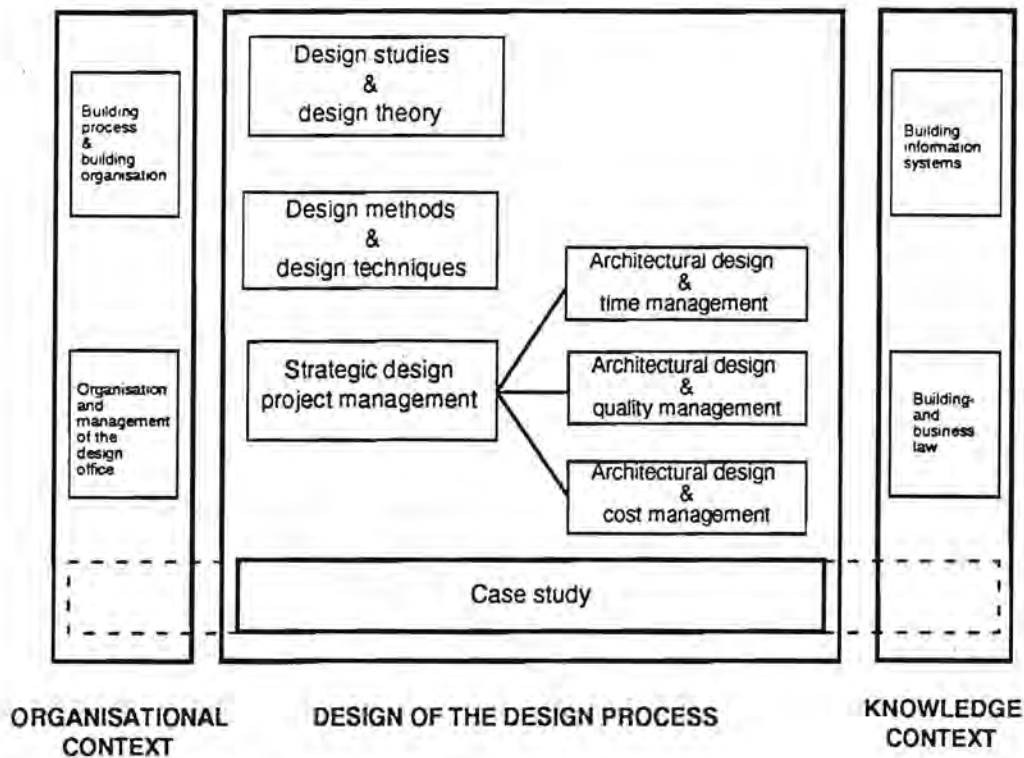 Building
process
&
building
organisation
Organisation
and
management
of the
design
office
Design studies
&
design theory
Design methods
&
design techniques
Strategic design
project management
Architectural design
&
time management
Architectural design
&
quality management
Architectural design
&
cost management
Case study
Building
information
systems
Building-
and
business
law
ORGANISATIONAL
CONTEXT
DESIGN OF THE DESIGN PROCESS
KNOWLEDGE
CONTEXT